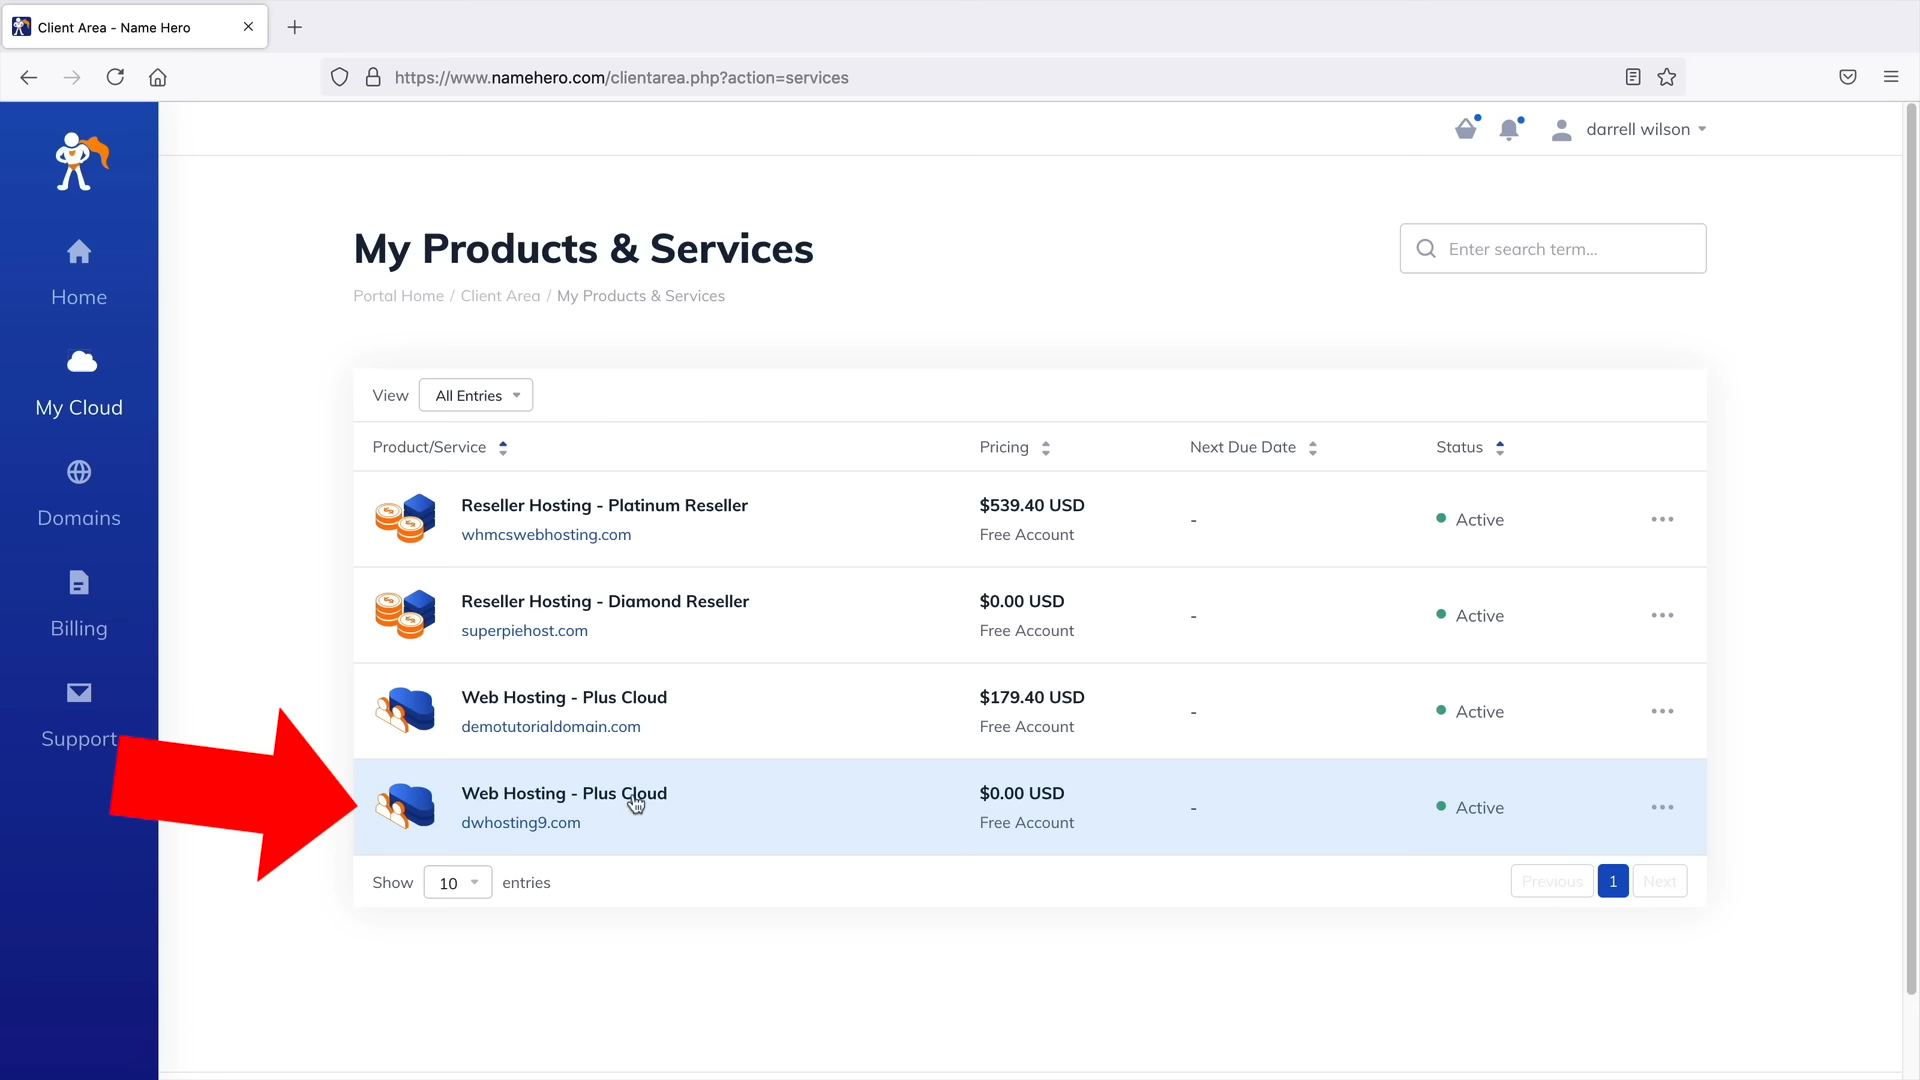 Client Area - Name Hero
https://www.namehero.com/clientarea.php?action=services
darrell wilson
Home
My Cloud
Domains
Billing
Support
My Products & Services
Enter search term...
Portal Home / Client Area / My Products & Services
View All Entries
Product/Service Pricing Next Due Date Status
Reseller Hosting - Platinum Reseller $539.40 USD
whmcswebhosting.com Free Account - Active
Reseller Hosting - Diamond Reseller $0.00 USD
superpiehost.com Free Account - Active
Web Hosting - Plus Cloud $179.40 USD
demotutorialdomain.com Free Account - Active
Web Hosting - Plus Cloud $0.00 USD
dwhosting9.com Free Account - Active
Show 10 entries Previous 1 Next